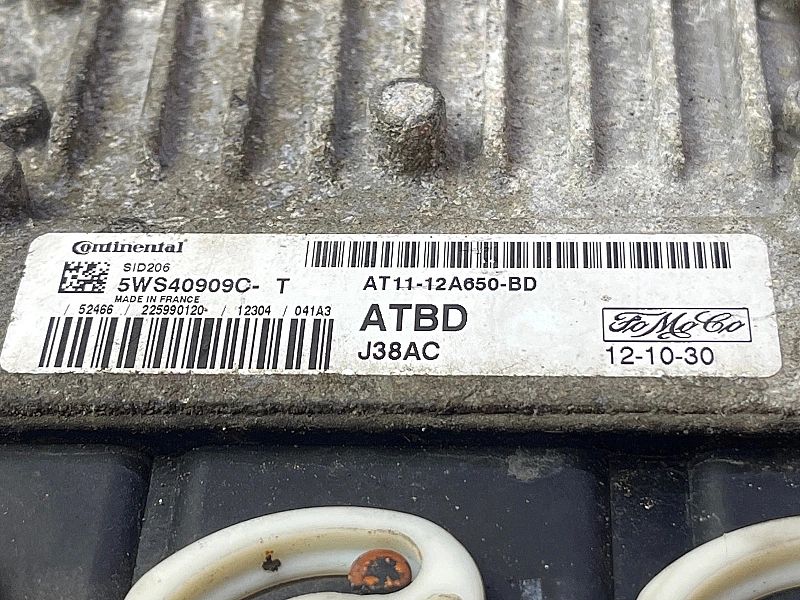 Continental
SID206
5WS40909C- T
MADE IN FRANCE
/ 52466 / 225990120- / 12304 / 041A3
AT11-12A650-BD
ATBD
J38AC
FoMoCo
12-10-30